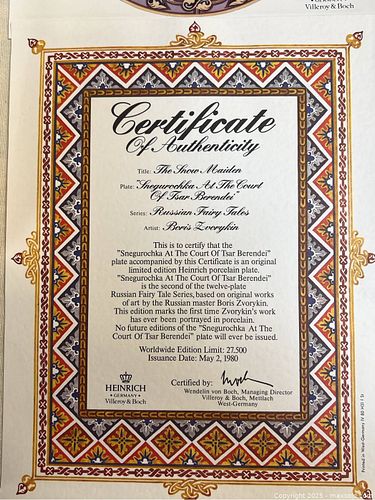 Villeroy & Boch
Certificate
Of Authenticity
Title: The Snow Maiden
Plate: "Snegurochka At The Court
Of Tsar Berendei"
Series: Russian Fairy Tales
Artist: Boris Zvorykin
This is to certify that the
"Snegurochka At The Court Of Tsar Berendei"
plate accompanied by this Certificate is an original
limited edition Heinrich porcelain plate.
"Snegurochka At The Court Of Tsar Berendei"
is the second of the twelve-plate
Russian Fairy Tale Series, based on original works
of art by the Russian master Boris Zvorykin.
This edition marks the first time Zvorykin's work
has ever been portrayed in porcelain.
No future editions of the "Snegurochka At The
Court Of Tsar Berendei" plate will ever be issued.
Worldwide Edition Limit: 27,500
Issuance Date: May 2, 1980
HEINRICH
• GERMANY •
Villeroy & Boch
Certified by:
Wendelin von Boch, Managing Director
Villeroy & Boch, Mettlach
West-Germany
Printed in West-Germany
Copyright 2025 -